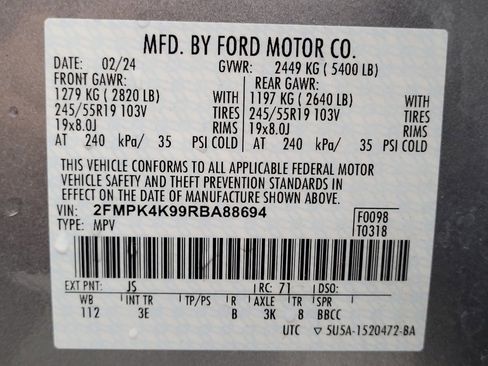 MFD. BY FORD MOTOR CO.
DATE: 02/24 GVWR: 2449 KG ( 5400 LB)
FRONT GAWR: REAR GAWR:
1279 KG ( 2820 LB) WITH 1197 KG ( 2640 LB) WITH
245/55R19 103V TIRES 245/55R19 103V TIRES
19x8.0J RIMS 19x8.0J RIMS
AT 240 kPa/ 35 PSI COLD AT 240 kPa/ 35 PSI COLD
THIS VEHICLE CONFORMS TO ALL APPLICABLE FEDERAL MOTOR
VEHICLE SAFETY AND THEFT PREVENTION STANDARDS IN
EFFECT ON THE DATE OF MANUFACTURE SHOWN ABOVE.
VIN: 2FMPK4K99RBA88694 F0098
TYPE: MPV T0318
EXT PNT: JS RC: 71 DSO:
WB INT TR TP/PS R AXLE TR SPR
112 3E B 3K 8 BBCC
UTC ▽ 5U5A-1520472-BA